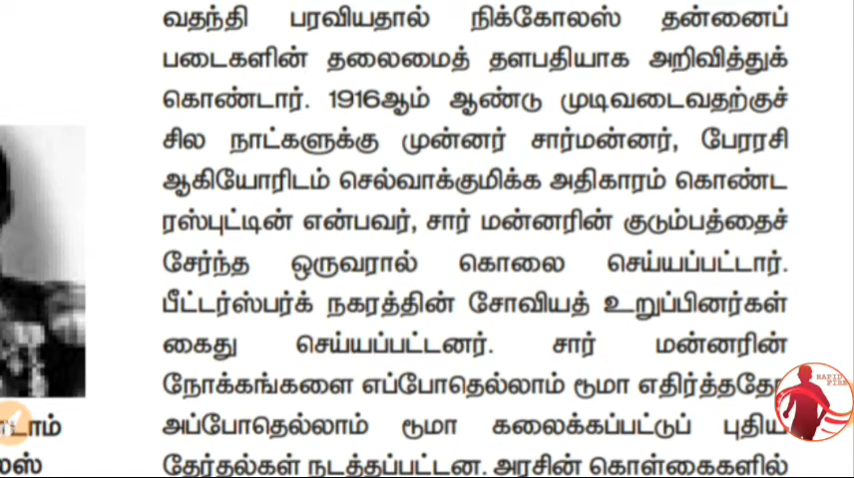 வதந்தி பரவியதால் நிக்கோலஸ் தன்னைப்
படைகளின் தலைமைத் தளபதியாக அறிவித்துக்
கொண்டார். 1916ஆம் ஆண்டு முடிவடைவதற்குச்
சில நாட்களுக்கு முன்னர் சார்மன்னர், பேரரசி
ஆகியோரிடம் செல்வாக்குமிக்க அதிகாரம் கொண்ட
ரஸ்புட்டின் என்பவர், சார் மன்னரின் குடும்பத்தைச்
சேர்ந்த ஒருவரால் கொலை செய்யப்பட்டார்.
பீட்டர்ஸ்பர்க் நகரத்தின் சோவியத் உறுப்பினர்கள்
கைது செய்யப்பட்டனர். சார் மன்னரின்
நோக்கங்களை எப்போதெல்லாம் ரூமா எதிர்த்ததோ
அப்போதெல்லாம் ரூமா கலைக்கப்பட்டுப் புதிய
தேர்தல்கள் நடத்தப்பட்டன. அரசின் கொள்கைகளில்
டாம்
லஸ்
RAPID
FIRE